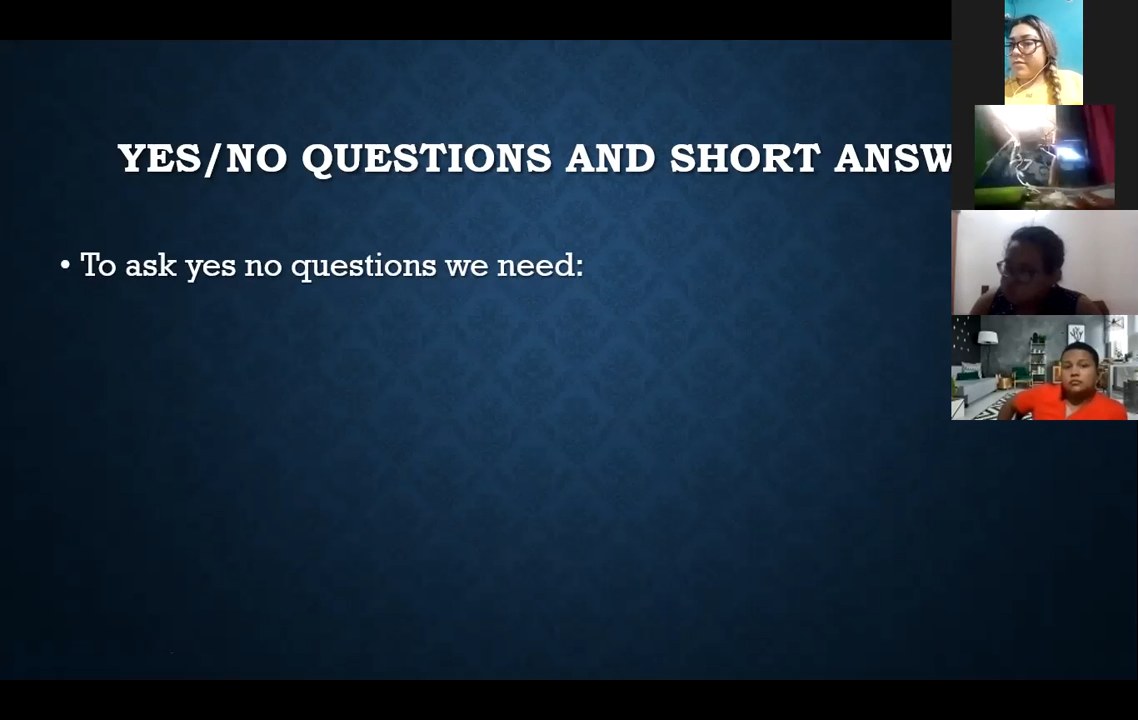 YES/NO QUESTIONS AND SHORT ANSW
• To ask yes no questions we need: